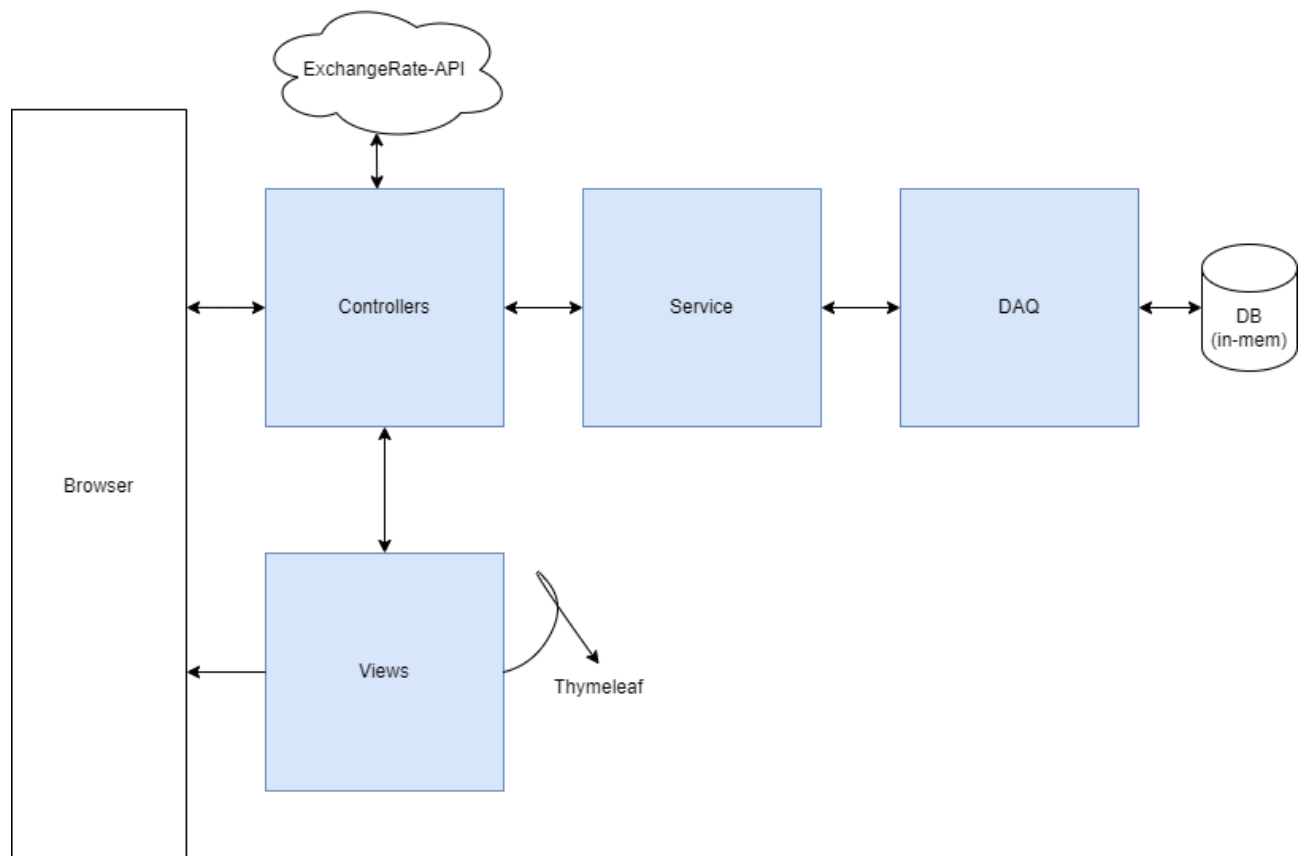 ExchangeRate-API
Controllers
Service
DAQ
DB
(in-mem)
Browser
Views
Thymeleaf